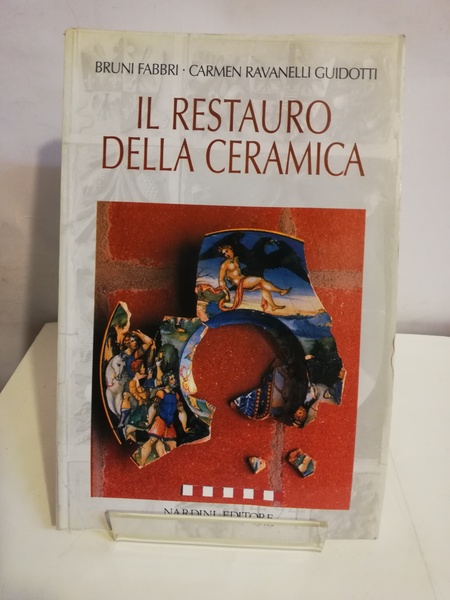 BRUNI FABBRI · CARMEN RAVANELLI GUIDOTTI
IL RESTAURO
DELLA CERAMICA
NARDINI EDITORE